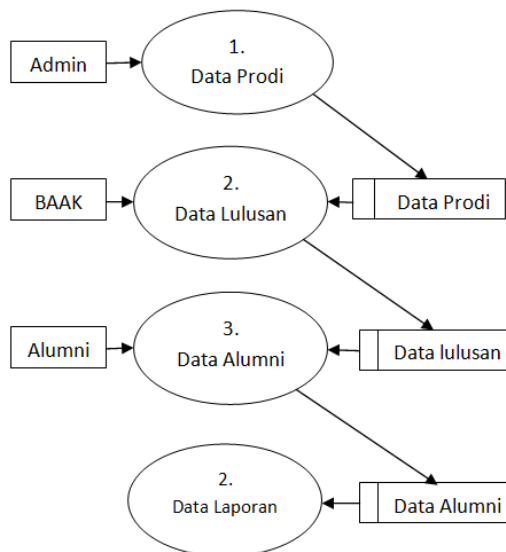 1.
Admin
Data Prodi
2.
BAAK
Data Lulusan
Data Prodi
3.
Alumni
Data Alumni
Data lulusan
2.
Data Laporan
Data Alumni